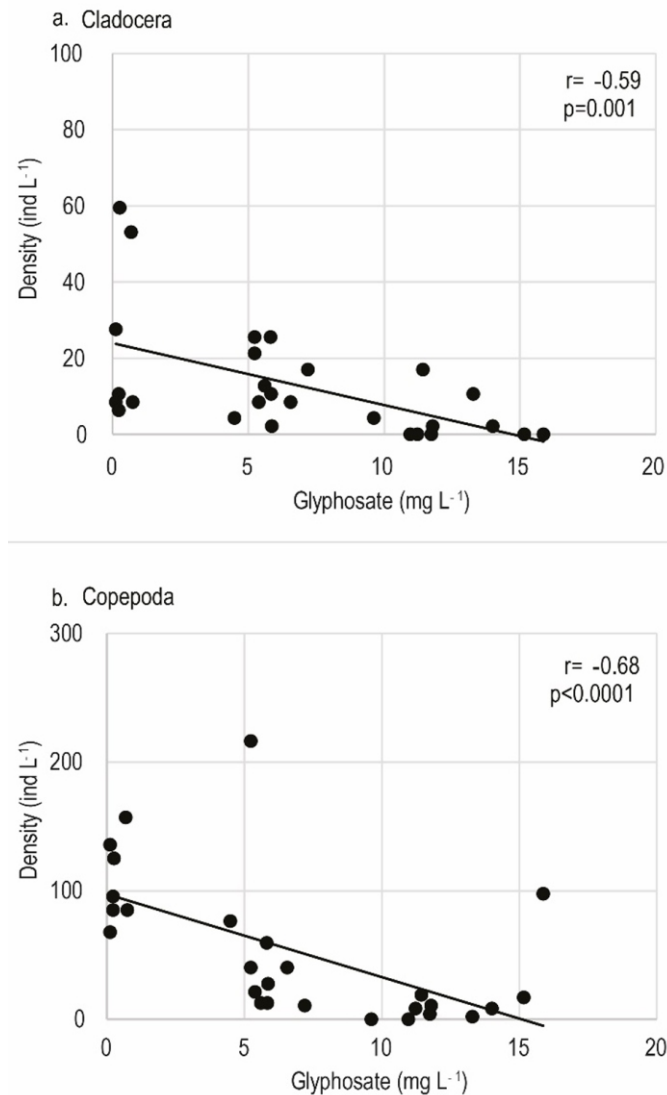 a. Cladocera
100
80
60
40
20
0
Density (ind L⁻¹)
r= -0.59
p=0.001
0 5 10 15 20
Glyphosate (mg L⁻¹)
b. Copepoda
300
200
100
0
Density (ind L⁻¹)
r= -0.68
p<0.0001
0 5 10 15 20
Glyphosate (mg L⁻¹)